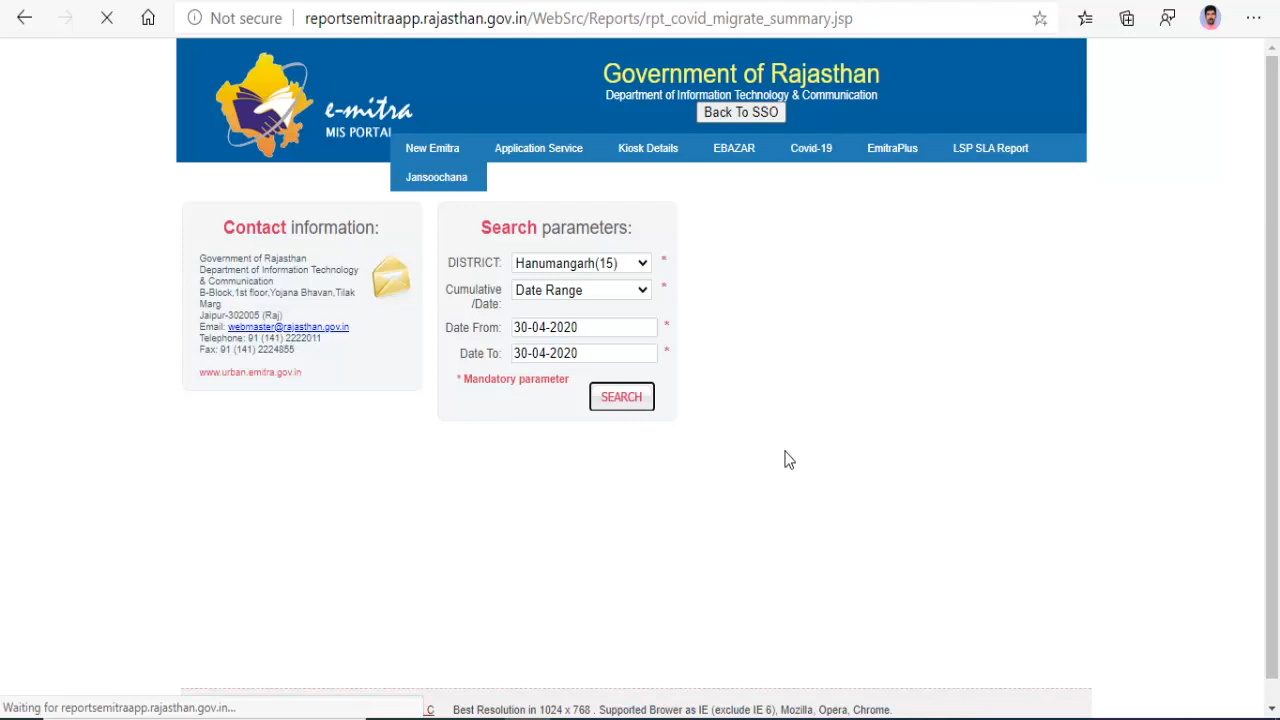 Not secure
reportsemitraapp.rajasthan.gov.in/WebSrc/Reports/rpt_covid_migrate_summary.jsp
e-mitra
MIS PORTAL
Government of Rajasthan
Department of Information Technology & Communication
Back To SSO
New Emitra Application Service Kiosk Details EBAZAR Covid-19 EmitraPlus LSP SLA Report
Jansoochana
Contact information:
Government of Rajasthan
Department of Information Technology
& Communication
B-Block,1st floor,Yojana Bhavan,Tilak
Marg
Jaipur-302005 (Raj)
Email: webmaster@rajasthan.gov.in
Telephone: 91 (141) 2222011
Fax: 91 (141) 2224855
www.urban.emitra.gov.in
Search parameters:
DISTRICT: Hanumangarh(15) *
Cumulative
/Date: Date Range *
Date From: 30-04-2020 *
Date To: 30-04-2020 *
* Mandatory parameter
SEARCH
Waiting for reportsemitraapp.rajasthan.gov.in...
C Best Resolution in 1024 x 768 . Supported Brower as IE (exclude IE 6), Mozilla, Opera, Chrome.